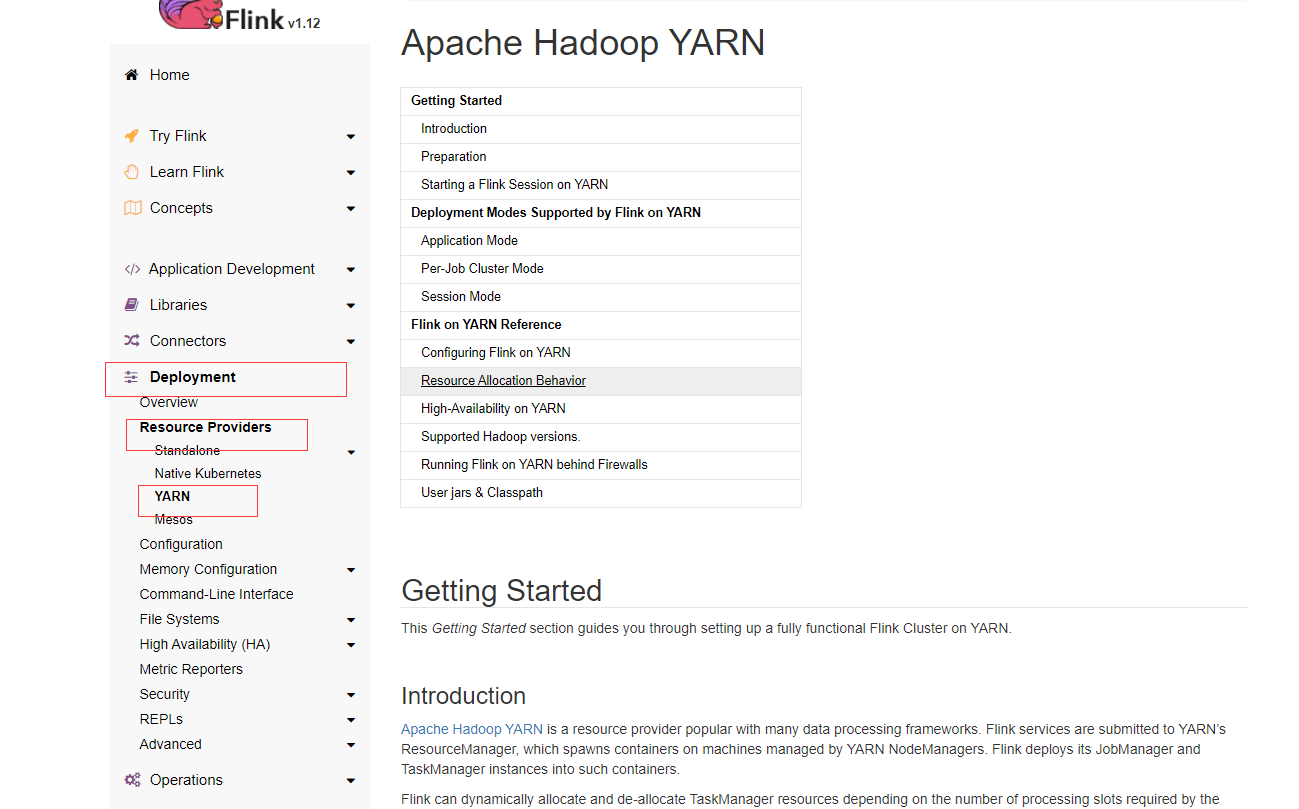 Flink v1.12
Home
Try Flink
Learn Flink
Concepts
Application Development
Libraries
Connectors
Deployment
Overview
Resource Providers
Standalone
Native Kubernetes
YARN
Mesos
Configuration
Memory Configuration
Command-Line Interface
File Systems
High Availability (HA)
Metric Reporters
Security
REPLs
Advanced
Operations
Apache Hadoop YARN
Getting Started
Introduction
Preparation
Starting a Flink Session on YARN
Deployment Modes Supported by Flink on YARN
Application Mode
Per-Job Cluster Mode
Session Mode
Flink on YARN Reference
Configuring Flink on YARN
Resource Allocation Behavior
High-Availability on YARN
Supported Hadoop versions.
Running Flink on YARN behind Firewalls
User jars & Classpath
Getting Started
This Getting Started section guides you through setting up a fully functional Flink Cluster on YARN.
Introduction
Apache Hadoop YARN is a resource provider popular with many data processing frameworks. Flink services are submitted to YARN's
ResourceManager, which spawns containers on machines managed by YARN NodeManagers. Flink deploys its JobManager and
TaskManager instances into such containers.
Flink can dynamically allocate and de-allocate TaskManager resources depending on the number of processing slots required by the